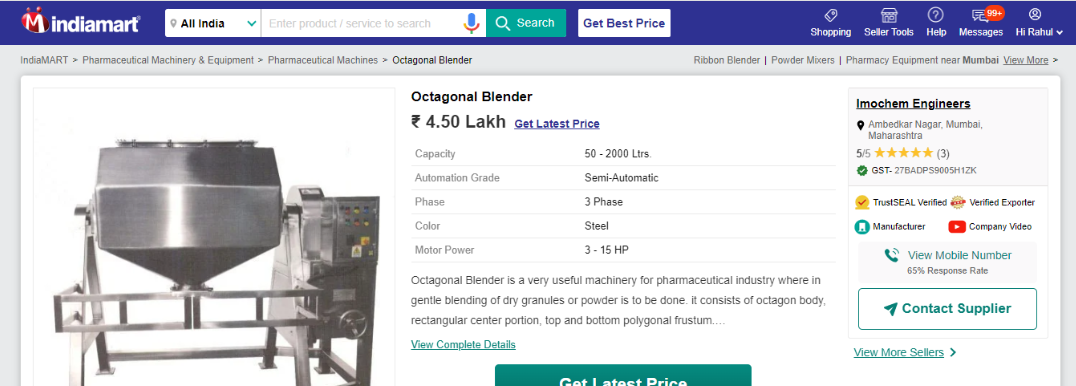 indiamart
All India
Enter product / service to search
Search
Get Best Price
Shopping
Seller Tools
Help
99+
Messages
Hi Rahul
IndiaMART > Pharmaceutical Machinery & Equipment > Pharmaceutical Machines > Octagonal Blender
Ribbon Blender | Powder Mixers | Pharmacy Equipment near Mumbai View More >
Octagonal Blender
₹ 4.50 Lakh Get Latest Price
Capacity 50 - 2000 Ltrs.
Automation Grade Semi-Automatic
Phase 3 Phase
Color Steel
Motor Power 3 - 15 HP
Octagonal Blender is a very useful machinery for pharmaceutical industry where in
gentle blending of dry granules or powder is to be done. it consists of octagon body,
rectangular center portion, top and bottom polygonal frustum....
View Complete Details
Get Latest Price
Imochem Engineers
Ambedkar Nagar, Mumbai,
Maharashtra
5/5 (3)
GST- 27BADPS9005H1ZK
TrustSEAL Verified Verified Exporter
Manufacturer Company Video
View Mobile Number
65% Response Rate
Contact Supplier
View More Sellers >